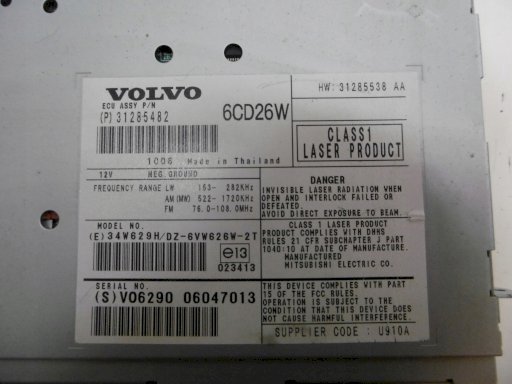 VOLVO
ECU ASSY P/N
(P) 31285482
6CD26W
HW: 31285538 AA
CLASS1
LASER PRODUCT
1006 Made in Thailand
12V NEG.GROUND
FREQUENCY RANGE LW 153- 282KHz
AM(MW) 522- 1720KHz
FM 76.0-108.0MHz
DANGER
INVISIBLE LASER RADIATION WHEN
OPEN AND INTERLOCK FAILED OR
DEFEATED.
AVOID DIRECT EXPOSURE TO BEAM.
MODEL NO.
(E)34W629H/DZ-6VW626W-2T
e13
023413
CLASS 1 LASER PRODUCT
PRODUCT COMPLIES WITH DHHS
RULES 21 CFR SUBCHAPTER J PART
1040:10 AT DATE OF MANUFACTURE.
MANUFACTURED
MITSUBISHI ELECTRIC CO.
SERIAL NO.
(S)VO6290 06047013
THIS DEVICE COMPLIES WITH PART
15 OF THE FCC RULES.
OPERATION IS SUBJECT TO THE
CONDITION THAT THIS DEVICE DOES
NOT CAUSE HARMFUL INTERFERENCE.
SUPPLIER CODE : U910A